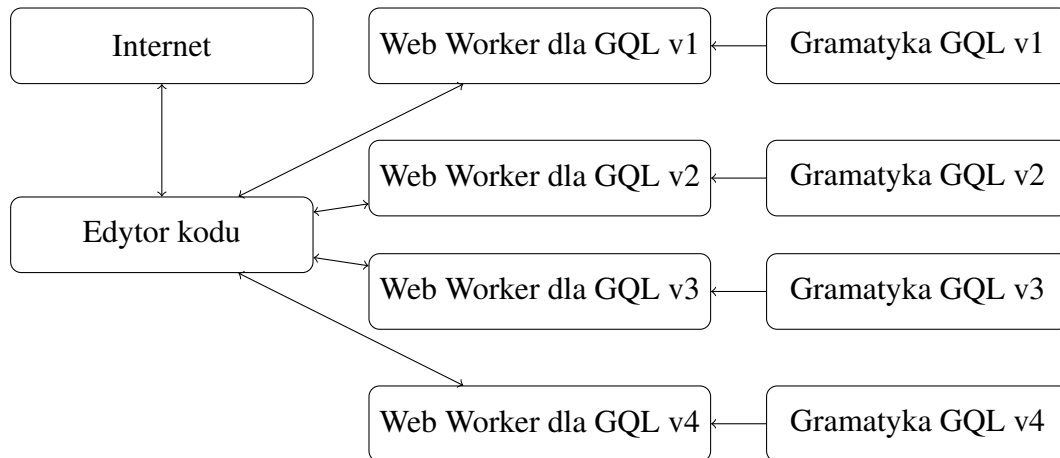 Internet
Web Worker dla GQL v1
Gramatyka GQL v1
Web Worker dla GQL v2
Gramatyka GQL v2
Edytor kodu
Web Worker dla GQL v3
Gramatyka GQL v3
Web Worker dla GQL v4
Gramatyka GQL v4